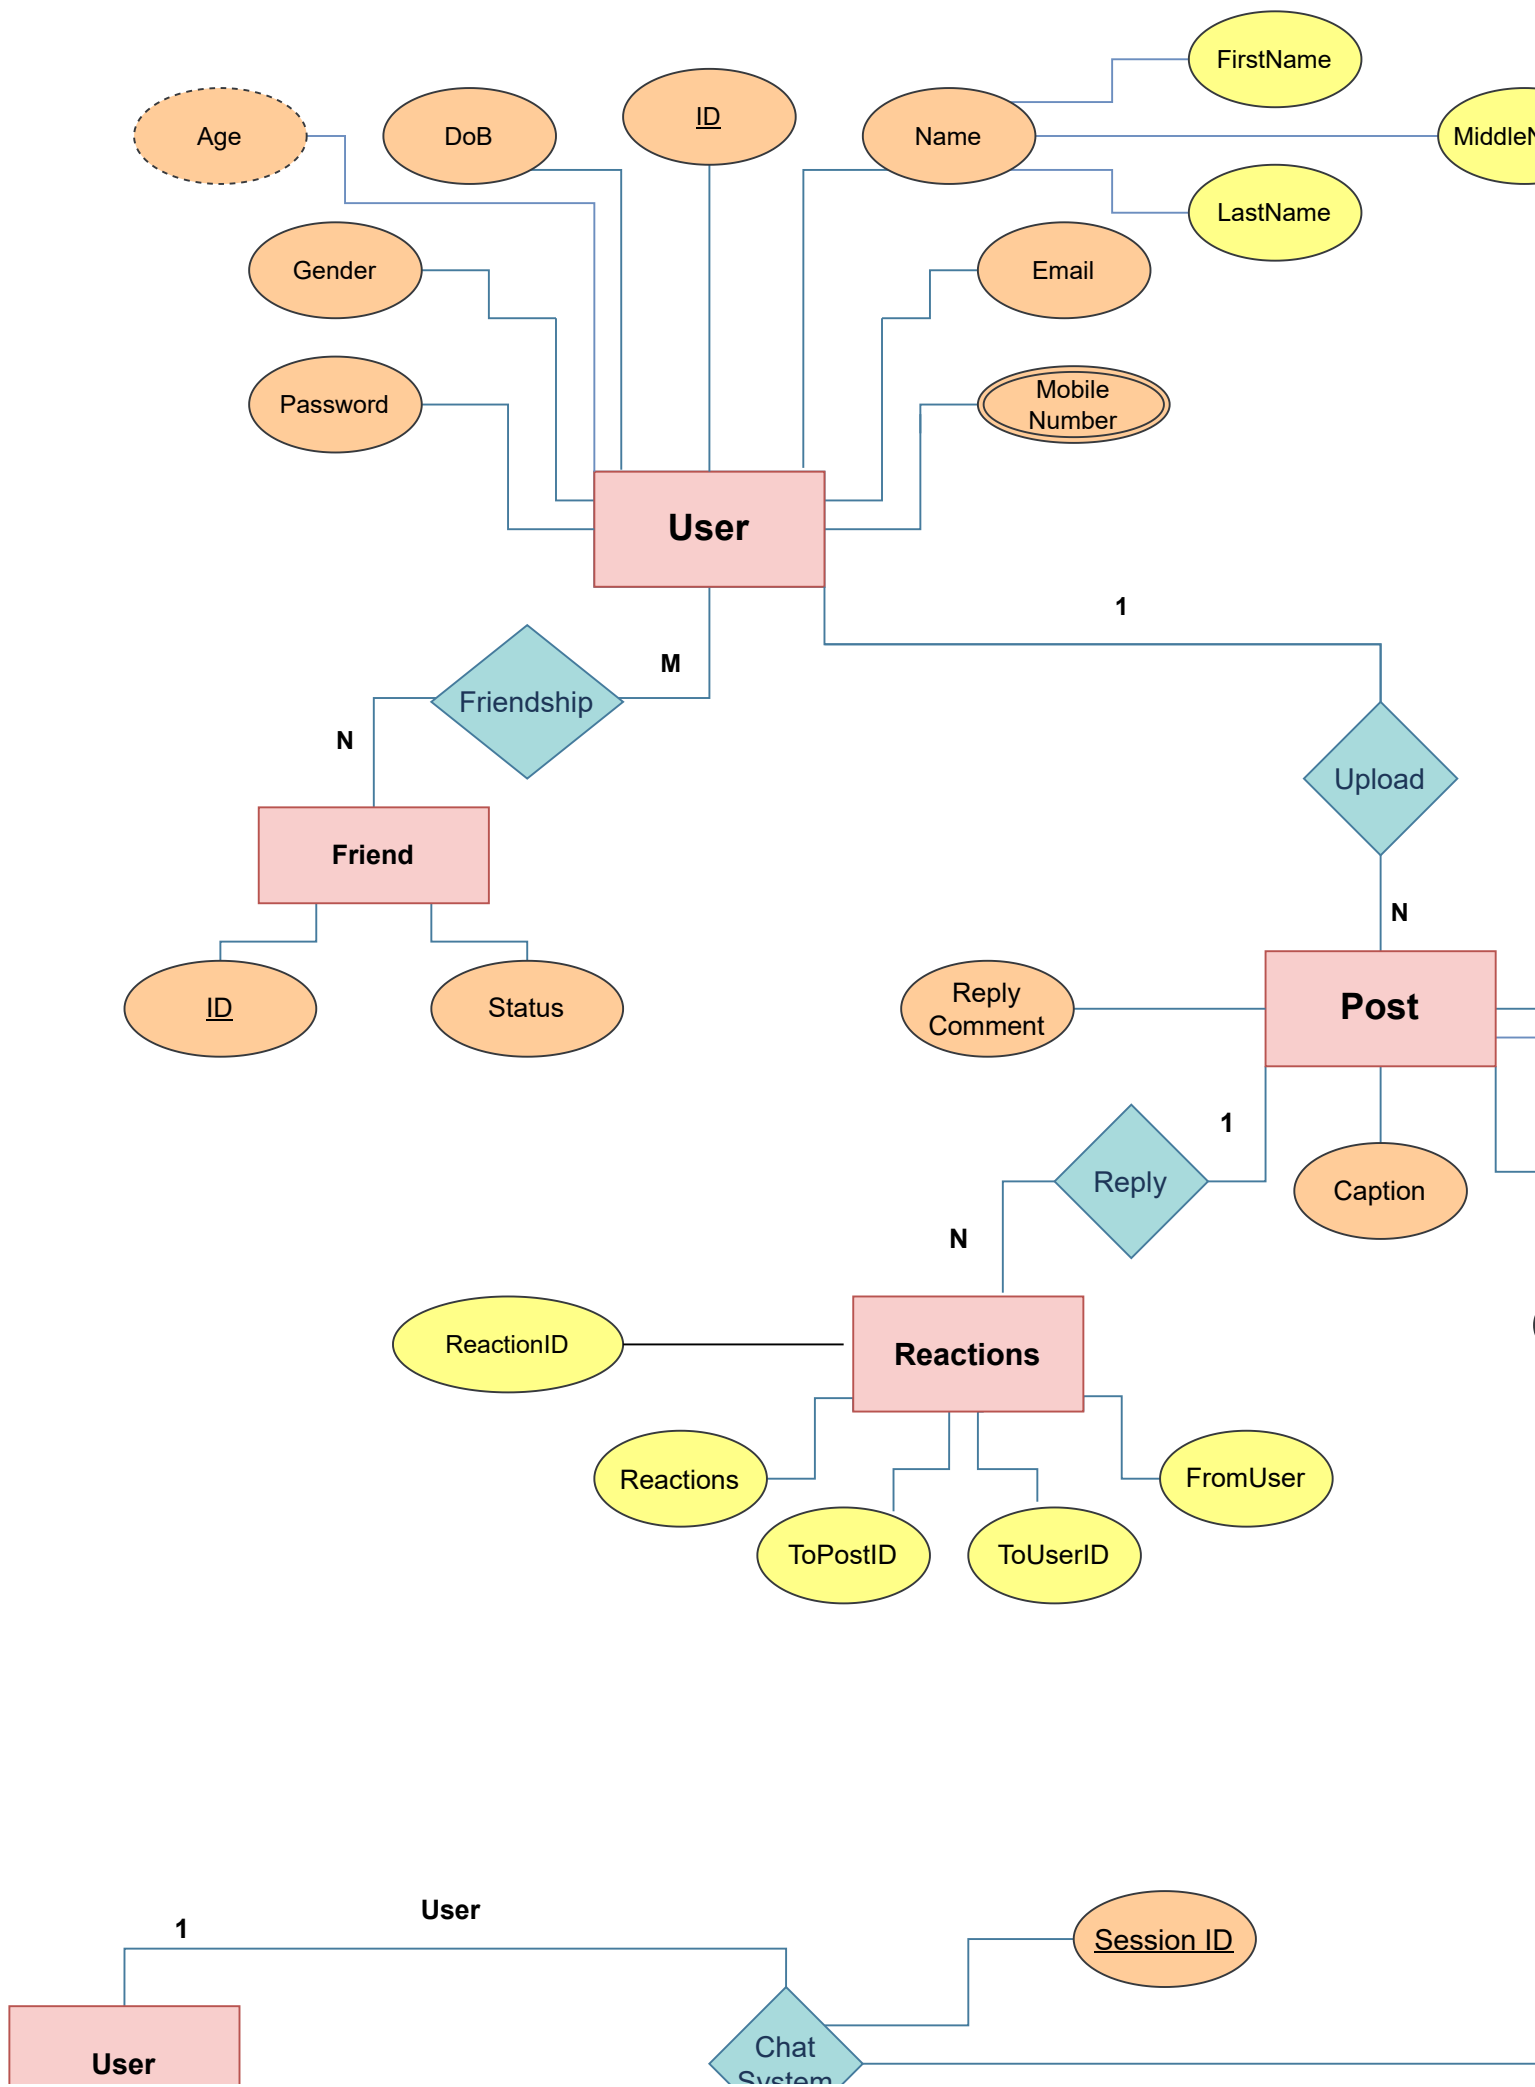 FirstName
Age
DoB
ID
Name
MiddleN
LastName
Gender
Email
Password
Mobile
Number
User
1
M
Friendship
N
Upload
Friend
N
ID
Status
Reply
Comment
Post
1
Reply
Caption
N
ReactionID
Reactions
Reactions
FromUser
ToPostID
ToUserID
User
1
Session ID
User
Chat
System